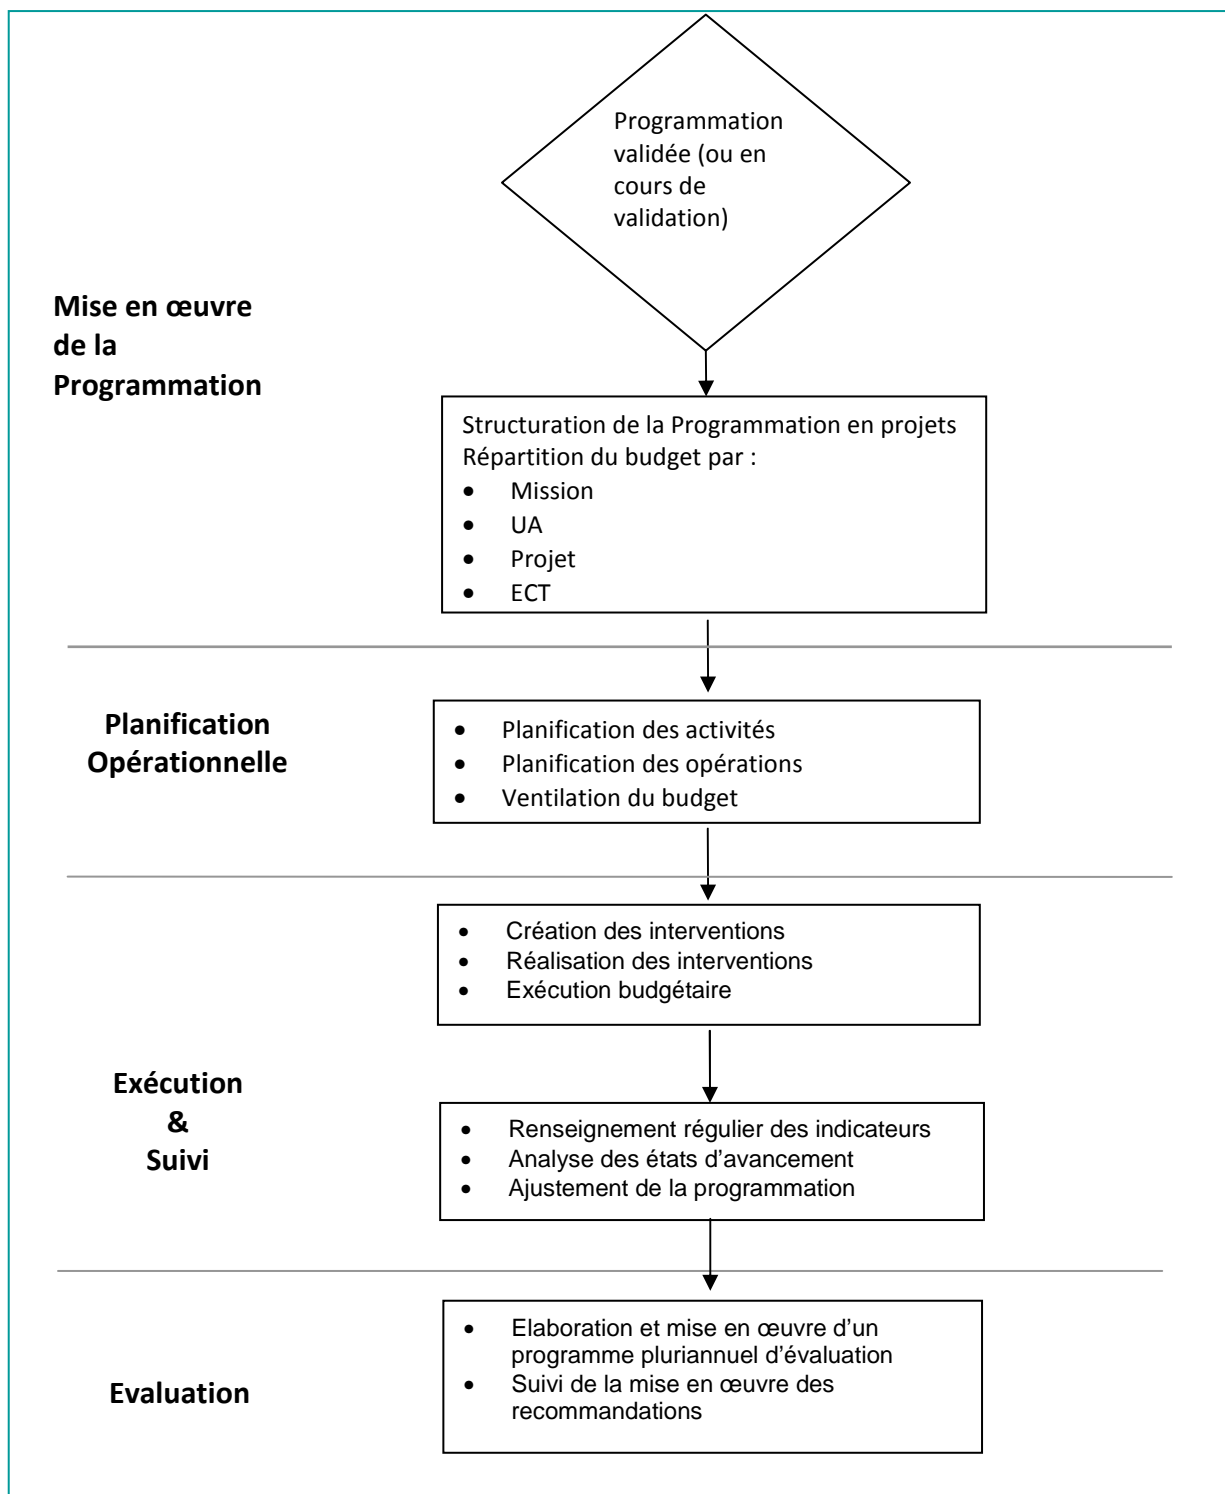 Programmation
validée (ou en
cours de
validation)
Mise en œuvre
de la
Programmation
Structuration de la Programmation en projets
Répartition du budget par :
• Mission
• UA
• Projet
• ECT
Planification
Opérationnelle
• Planification des activités
• Planification des opérations
• Ventilation du budget
• Création des interventions
• Réalisation des interventions
• Exécution budgétaire
Exécution
&
Suivi
• Renseignement régulier des indicateurs
• Analyse des états d’avancement
• Ajustement de la programmation
Evaluation
• Elaboration et mise en œuvre d’un
programme pluriannuel d’évaluation
• Suivi de la mise en œuvre des
recommandations